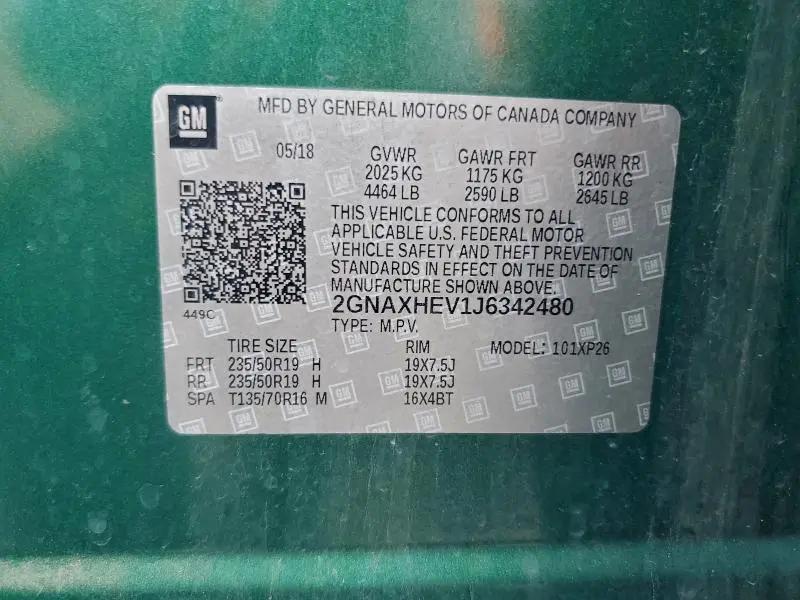 GM
MFD BY GENERAL MOTORS OF CANADA COMPANY
05/18 GVWR GAWR FRT GAWR RR
2025 KG 1175 KG 1200 KG
4464 LB 2590 LB 2645 LB
THIS VEHICLE CONFORMS TO ALL
APPLICABLE U.S. FEDERAL MOTOR
VEHICLE SAFETY AND THEFT PREVENTION
STANDARDS IN EFFECT ON THE DATE OF
MANUFACTURE SHOWN ABOVE.
2GNAXHEV1J6342480
449C
TYPE: M.P.V.
TIRE SIZE RIM MODEL: 101XP26
FRT 235/50R19 H 19X7.5J
RR 235/50R19 H 19X7.5J
SPA T135/70R16 M 16X4BT